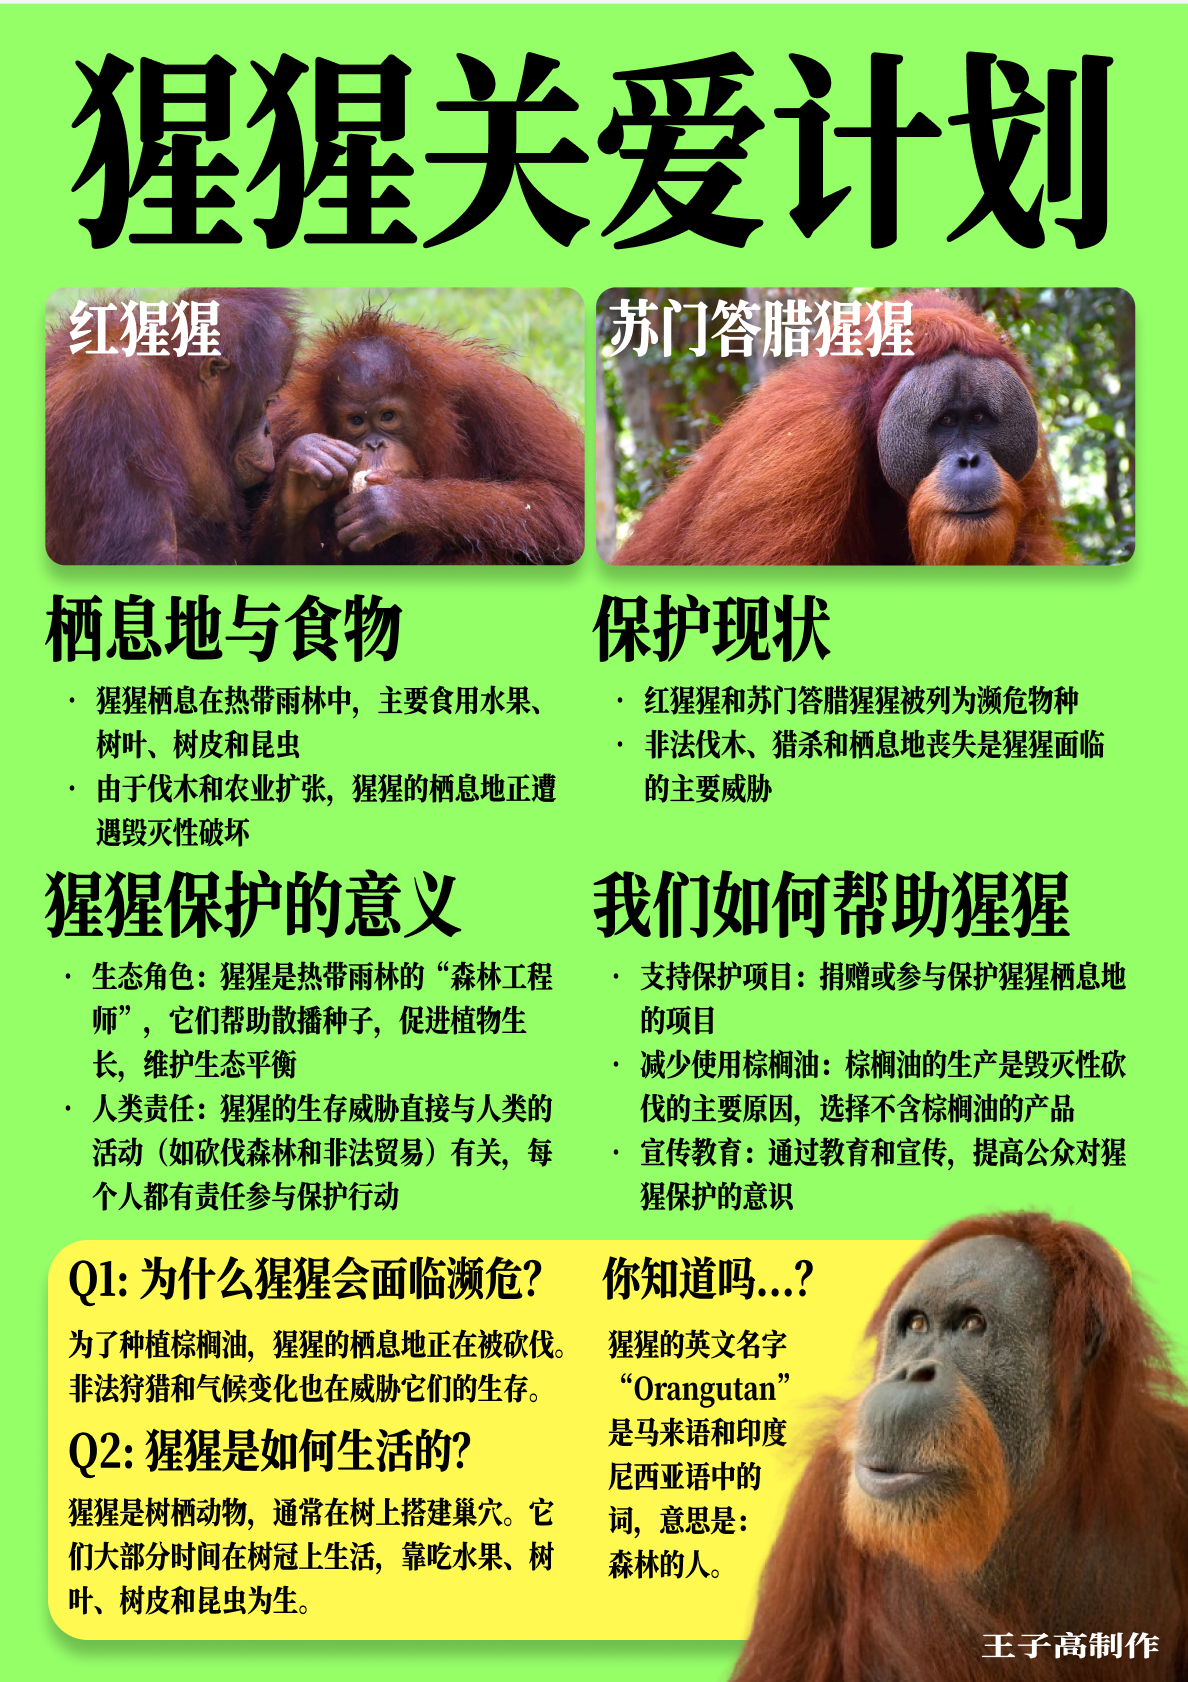 猩猩关爱计划
红猩猩
苏门答腊猩猩
栖息地与食物
· 猩猩栖息在热带雨林中，主要食用水果、
树叶、树皮和昆虫
· 由于伐木和农业扩张，猩猩的栖息地正遭
遇毁灭性破坏
保护现状
· 红猩猩和苏门答腊猩猩被列为濒危物种
· 非法伐木、猎杀和栖息地丧失是猩猩面临
的主要威胁
猩猩保护的意义
· 生态角色：猩猩是热带雨林的“森林工程
师”，它们帮助散播种子，促进植物生
长，维护生态平衡
· 人类责任：猩猩的生存威胁直接与人类的
活动（如砍伐森林和非法贸易）有关，每
个人都有责任参与保护行动
我们如何帮助猩猩
· 支持保护项目：捐赠或参与保护猩猩栖息地
的项目
· 减少使用棕榈油：棕榈油的生产是毁灭性砍
伐的主要原因，选择不含棕榈油的产品
· 宣传教育：通过教育和宣传，提高公众对猩
猩保护的意识
Q1: 为什么猩猩会面临濒危?
为了种植棕榈油，猩猩的栖息地正在被砍伐。
非法狩猎和气候变化也在威胁它们的生存。
Q2: 猩猩是如何生活的?
猩猩是树栖动物，通常在树上搭建巢穴。它
们大部分时间在树冠上生活，靠吃水果、树
叶、树皮和昆虫为生。
你知道吗...?
猩猩的英文名字
“Orangutan”
是马来语和印度
尼西亚语中的
词，意思是：
森林的人。
王子高制作